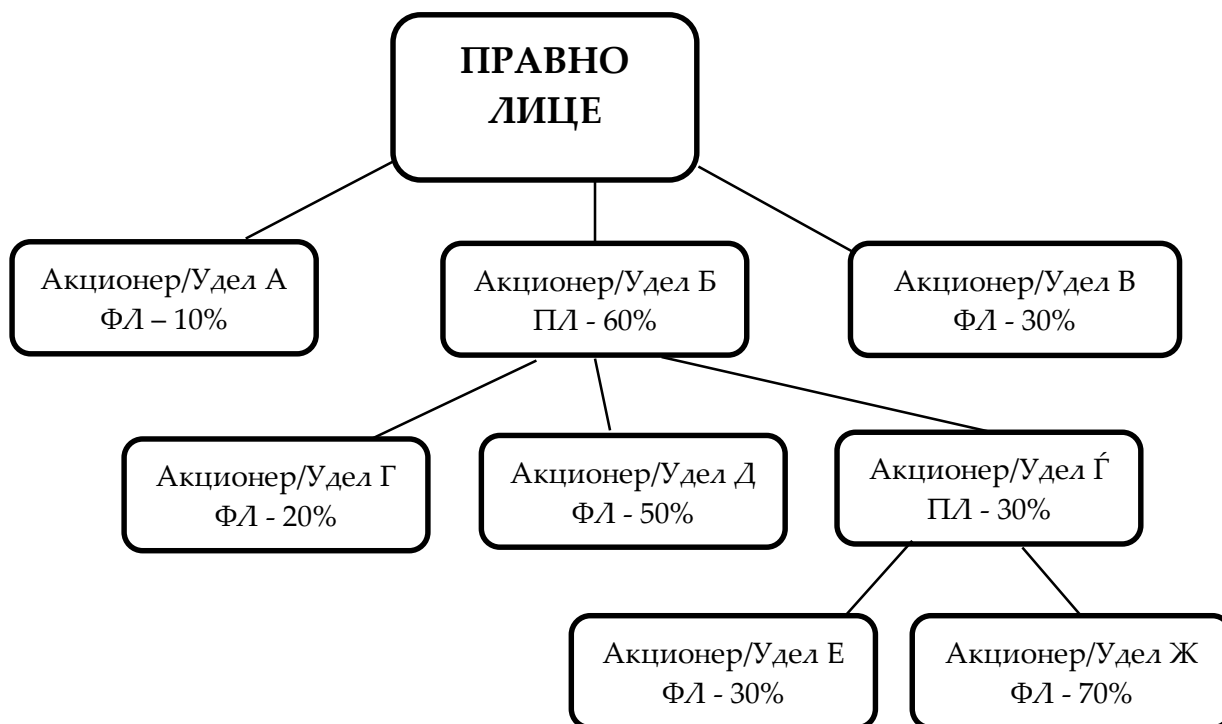 ПРАВНО
ЛИЦЕ
Акционер/Удел А
ФЛ – 10%
Акционер/Удел Б
ПЛ - 60%
Акционер/Удел В
ФЛ - 30%
Акционер/Удел Г
ФЛ - 20%
Акционер/Удел Д
ФЛ - 50%
Акционер/Удел Ѓ
ПЛ - 30%
Акционер/Удел Е
ФЛ - 30%
Акционер/Удел Ж
ФЛ - 70%